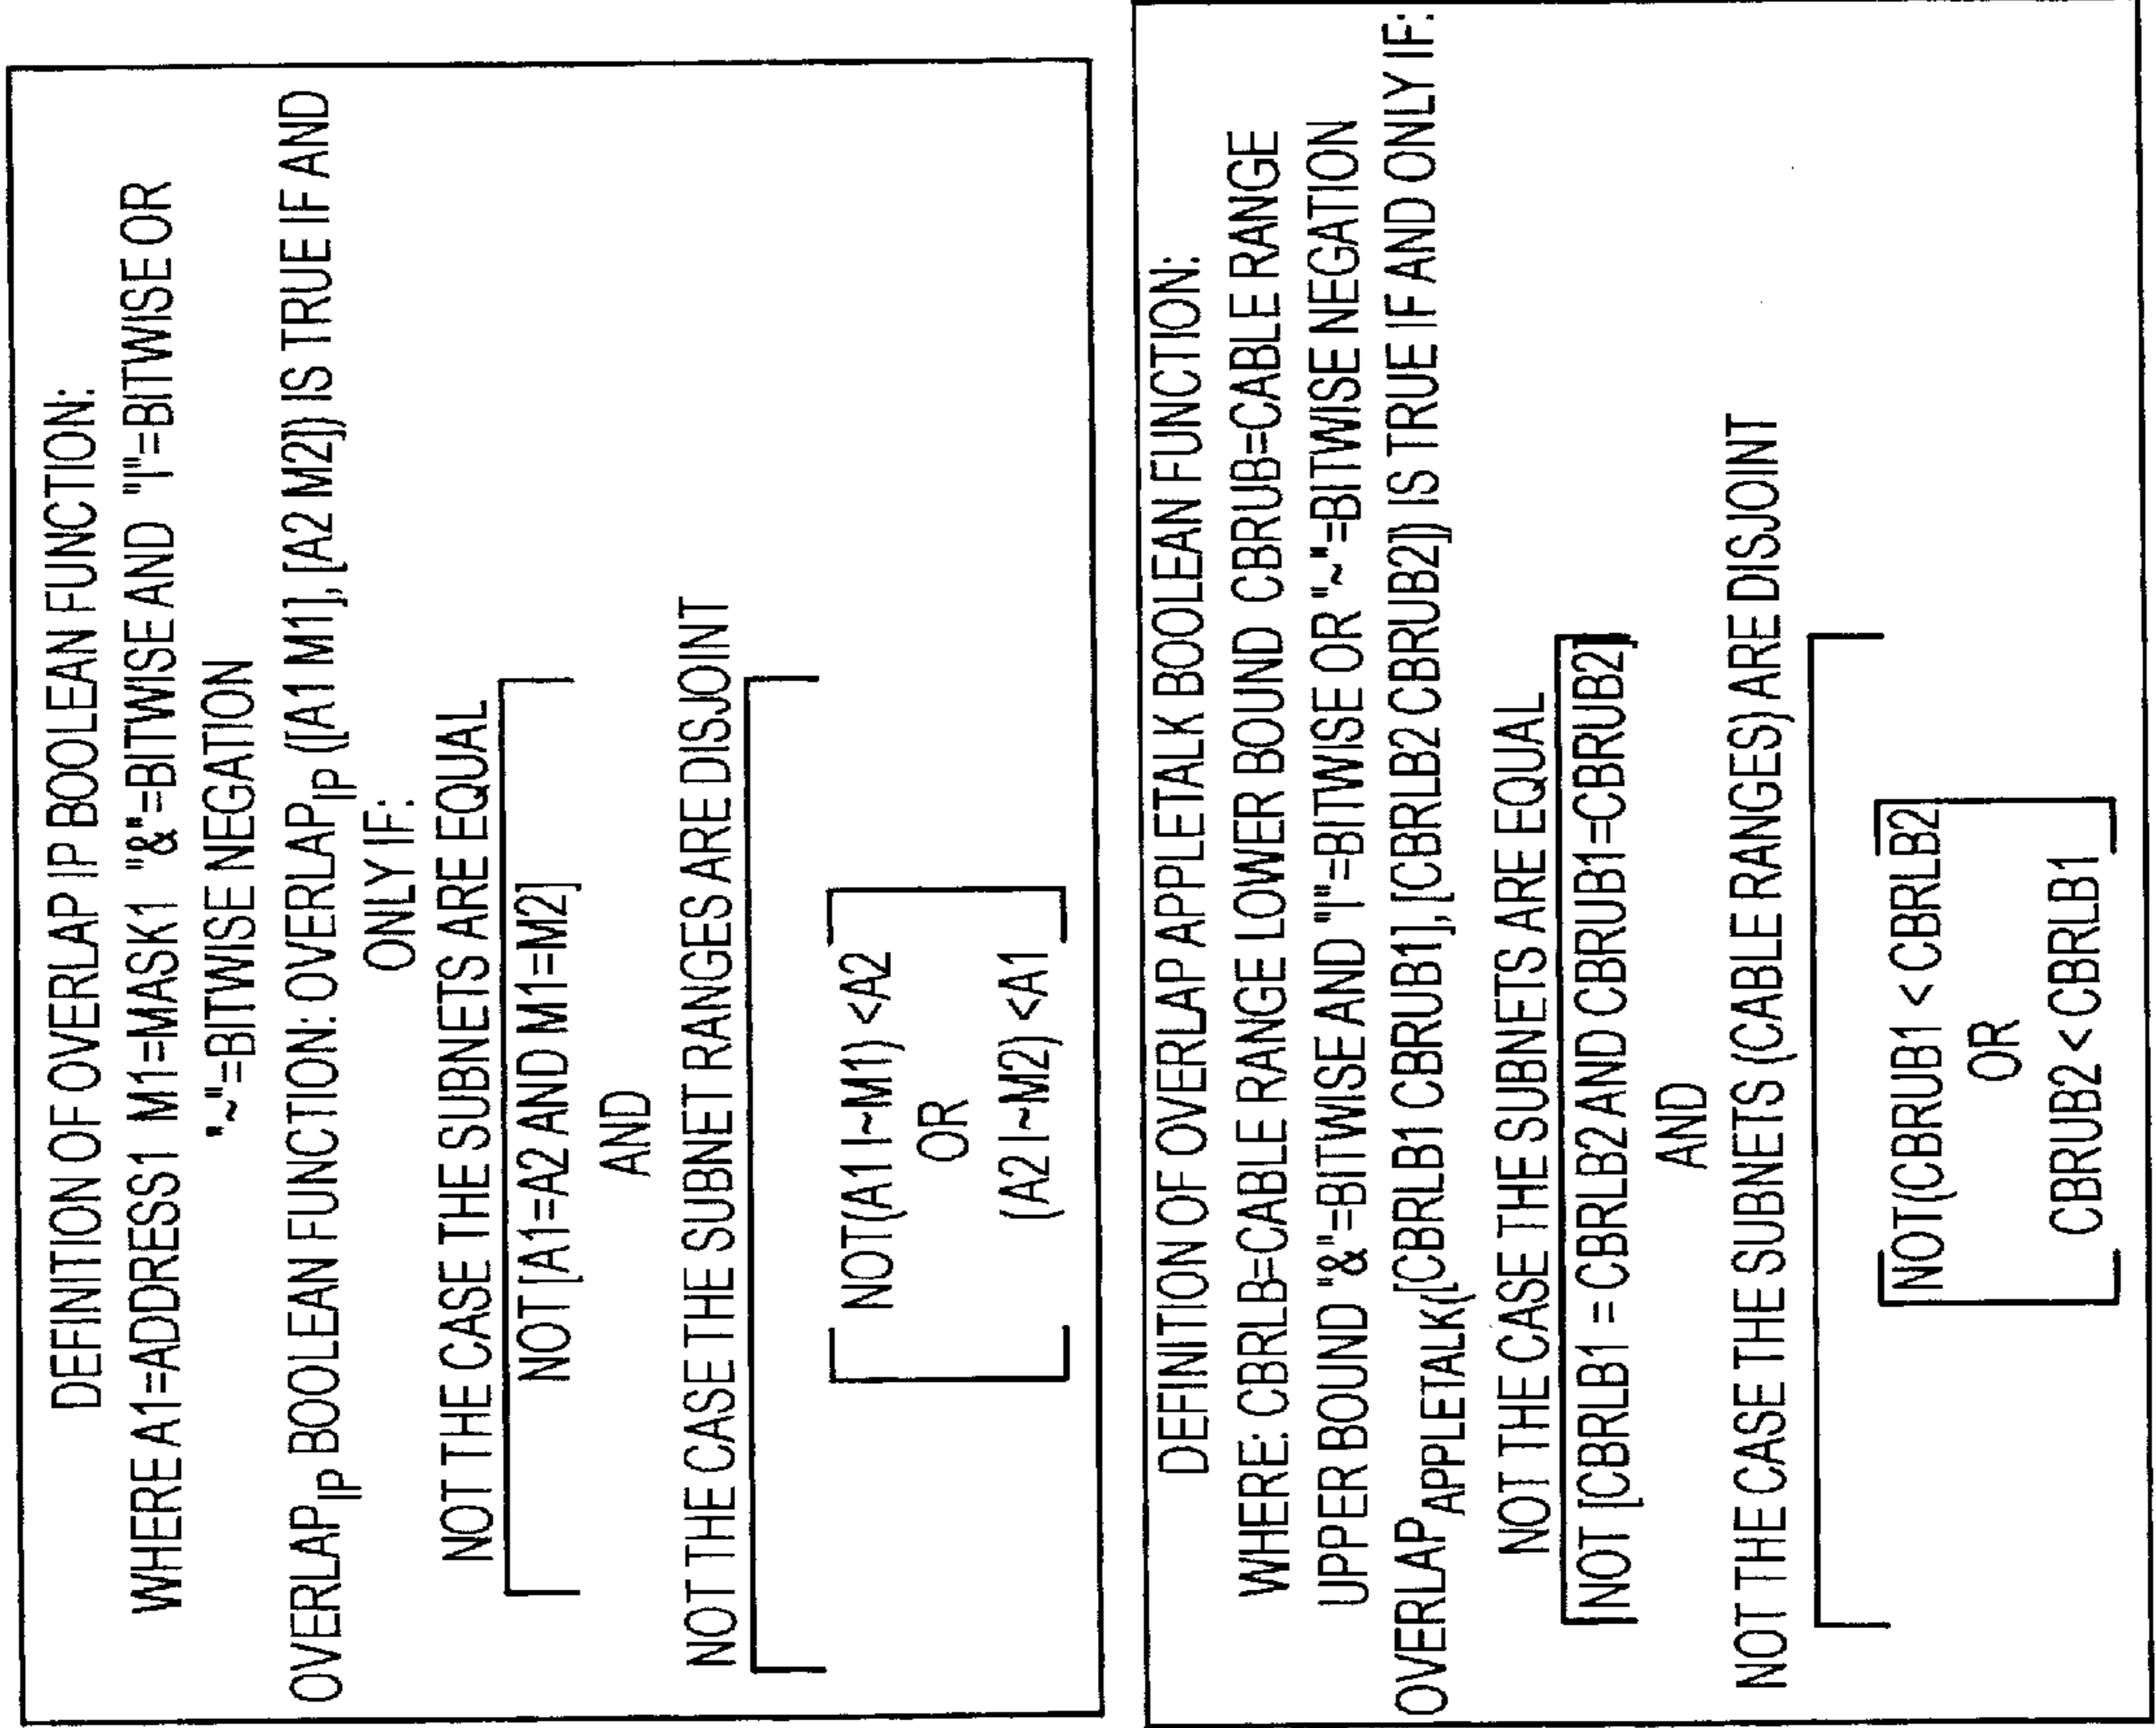 DEFINITION OF OVERLAP IP BOOLEAN FUNCTION:
WHERE A1=ADDRESS1 M1=MASK1 "&"=BITWISE AND "|"=BITWISE OR
"~"=BITWISE NEGATION
OVERLAP IP BOOLEAN FUNCTION: OVERLAP IP ([A1 M1], [A2 M2]) IS TRUE IF AND
ONLY IF:
NOT THE CASE THE SUBNETS ARE EQUAL
NOT [A1=A2 AND M1=M2]
AND
NOT THE CASE THE SUBNET RANGES ARE DISJOINT
NOT(A1 |~M1) <A2
OR
(A2 |~M2) <A1
DEFINITION OF OVERLAP APPLETALK BOOLEAN FUNCTION:
WHERE: CBRLB=CABLE RANGE LOWER BOUND CBRUB=CABLE RANGE
UPPER BOUND "&"=BITWISE AND "|"=BITWISE OR "~"=BITWISE NEGATION
OVERLAP APPLETALK([CBRLB1 CBRUB1], [CBRLB2 CBRUB2]) IS TRUE IF AND ONLY IF:
NOT THE CASE THE SUBNETS ARE EQUAL
NOT [CBRLB1 = CBRLB2 AND CBRUB1=CBRUB2]
AND
NOT THE CASE THE SUBNETS (CABLE RANGES) ARE DISJOINT
NOT(CBRUB1 < CBRLB2
OR
CBRUB2 < CBRLB1